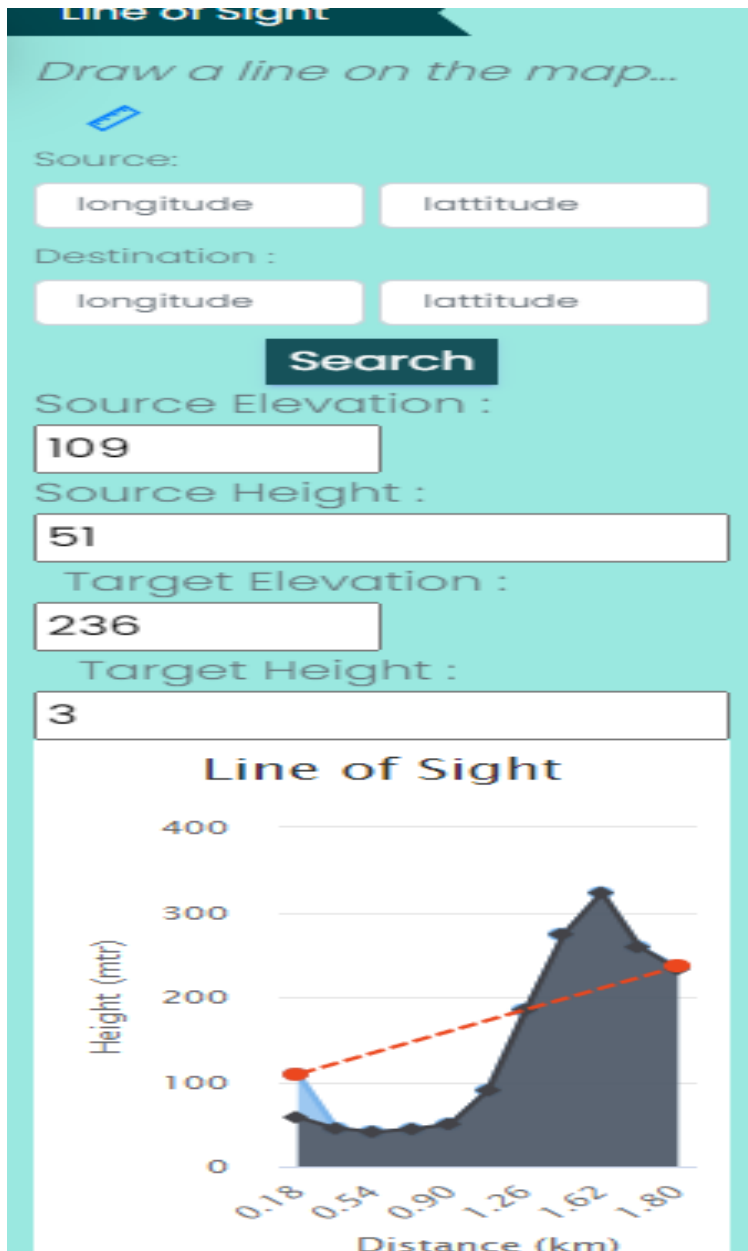 Line of Sight
Draw a line on the map...
Source:
longitude lattitude
Destination :
longitude lattitude
Search
Source Elevation :
109
Source Height :
51
Target Elevation :
236
Target Height :
3
Line of Sight
400
300
200
100
0
Height (mtr)
0.18 0.54 0.90 1.26 1.62 1.80
Distance (km)